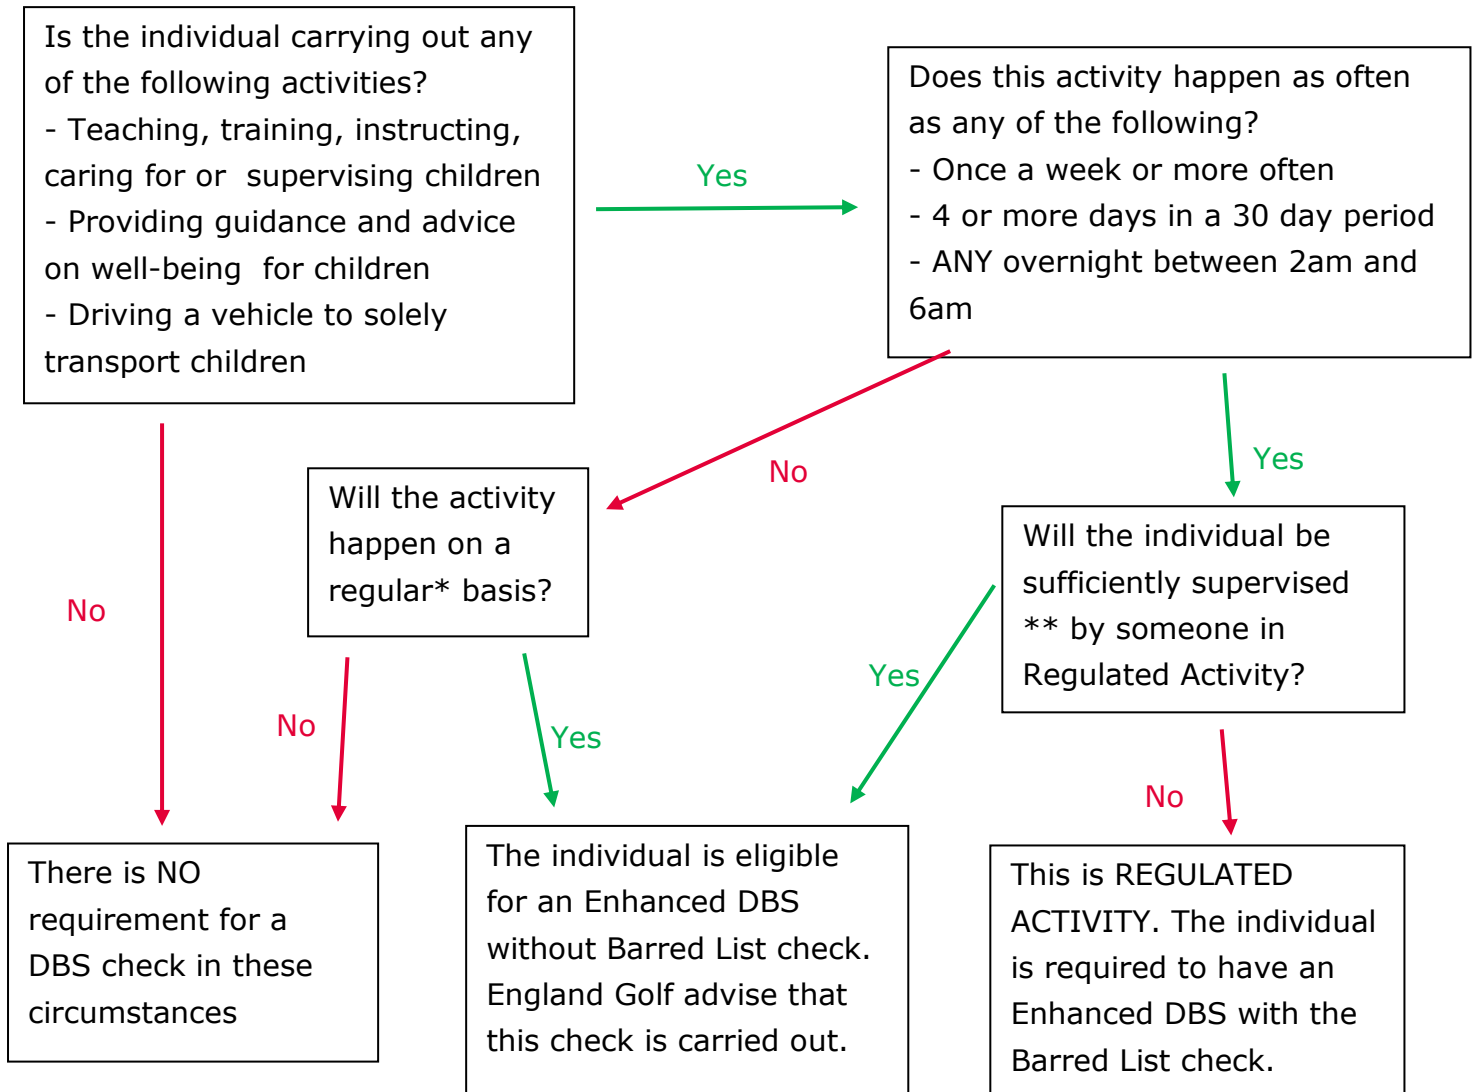 Is the individual carrying out any
of the following activities?
- Teaching, training, instructing,
caring for or  supervising children
- Providing guidance and advice
on well-being  for children
- Driving a vehicle to solely
transport children
Yes
Does this activity happen as often
as any of the following?
- Once a week or more often
- 4 or more days in a 30 day period
- ANY overnight between 2am and
6am
No
No
Yes
Will the activity
happen on a
regular* basis?
Will the individual be
sufficiently supervised
** by someone in
Regulated Activity?
No
Yes
Yes
No
There is NO
requirement for a
DBS check in these
circumstances
The individual is eligible
for an Enhanced DBS
without Barred List check.
England Golf advise that
this check is carried out.
This is REGULATED
ACTIVITY. The individual
is required to have an
Enhanced DBS with the
Barred List check.